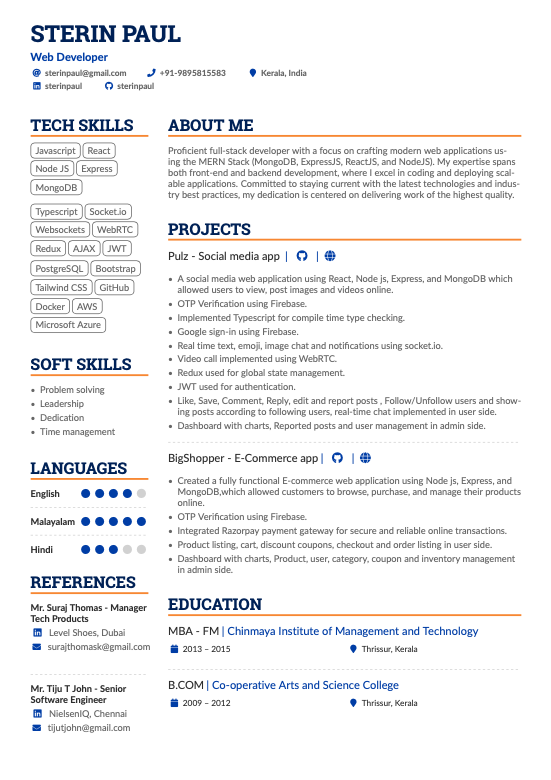 STERIN PAUL
Web Developer
sterinpaul@gmail.com +91-9895815583 Kerala, India
sterinpaul sterinpaul
TECH SKILLS
Javascript React
Node JS Express
MongoDB
Typescript Socket.io
Websockets WebRTC
Redux AJAX JWT
PostgreSQL Bootstrap
Tailwind CSS GitHub
Docker AWS
Microsoft Azure
SOFT SKILLS
• Problem solving
• Leadership
• Dedication
• Time management
LANGUAGES
English
Malayalam
Hindi
REFERENCES
Mr. Suraj Thomas - Manager
Tech Products
Level Shoes, Dubai
surajthomask@gmail.com
Mr. Tiju T John - Senior
Software Engineer
NielsenIQ, Chennai
tijutjohn@gmail.com
ABOUT ME
Proficient full-stack developer with a focus on crafting modern web applications us-
ing the MERN Stack (MongoDB, ExpressJS, ReactJS, and NodeJS). My expertise spans
both frontend and backend development, where I excel in coding and deploying scal-
able applications. Committed to staying current with the latest technologies and indus-
try best practices, my dedication is centered on delivering work of the highest quality.
PROJECTS
Pulz - Social media app | |
• A social media web application using React, Node js, Express, and MongoDB which
allowed users to view, post images and videos online.
• OTP Verification using Firebase.
• Implemented Typescript for compile time type checking.
• Google sign-in using Firebase.
• Real time text, emoji, image chat and notifications using socket.io.
• Video call implemented using WebRTC.
• Redux used for global state management.
• JWT used for authentication.
• Like, Save, Comment, Reply, edit and report posts , Follow/Unfollow users and show-
ing posts according to following users, real-time chat implemented in user side.
• Dashboard with charts, Reported posts and user management in admin side.
BigShopper - E-Commerce app | |
• Created a fully functional E-commerce web application using Node js, Express, and
MongoDB,which allowed customers to browse, purchase, and manage their products
online.
• OTP Verification using Firebase.
• Integrated Razorpay payment gateway for secure and reliable online transactions.
• Product listing, cart, discount coupons, checkout and order listing in user side.
• Dashboard with charts, Product, user, category, coupon and inventory management
in admin side.
EDUCATION
MBA - FM | Chinmaya Institute of Management and Technology
2013 – 2015 Thrissur, Kerala
B.COM | Co-operative Arts and Science College
2009 – 2012 Thrissur, Kerala